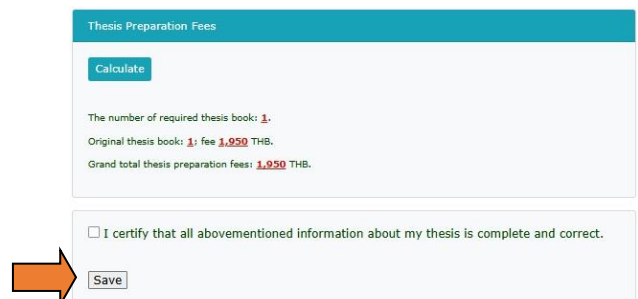 Thesis Preparation Fees
Calculate
The number of required thesis book: 1.
Original thesis book: 1; fee 1,950 THB.
Grand total thesis preparation fees: 1,950 THB.
I certify that all abovementioned information about my thesis is complete and correct.
Save